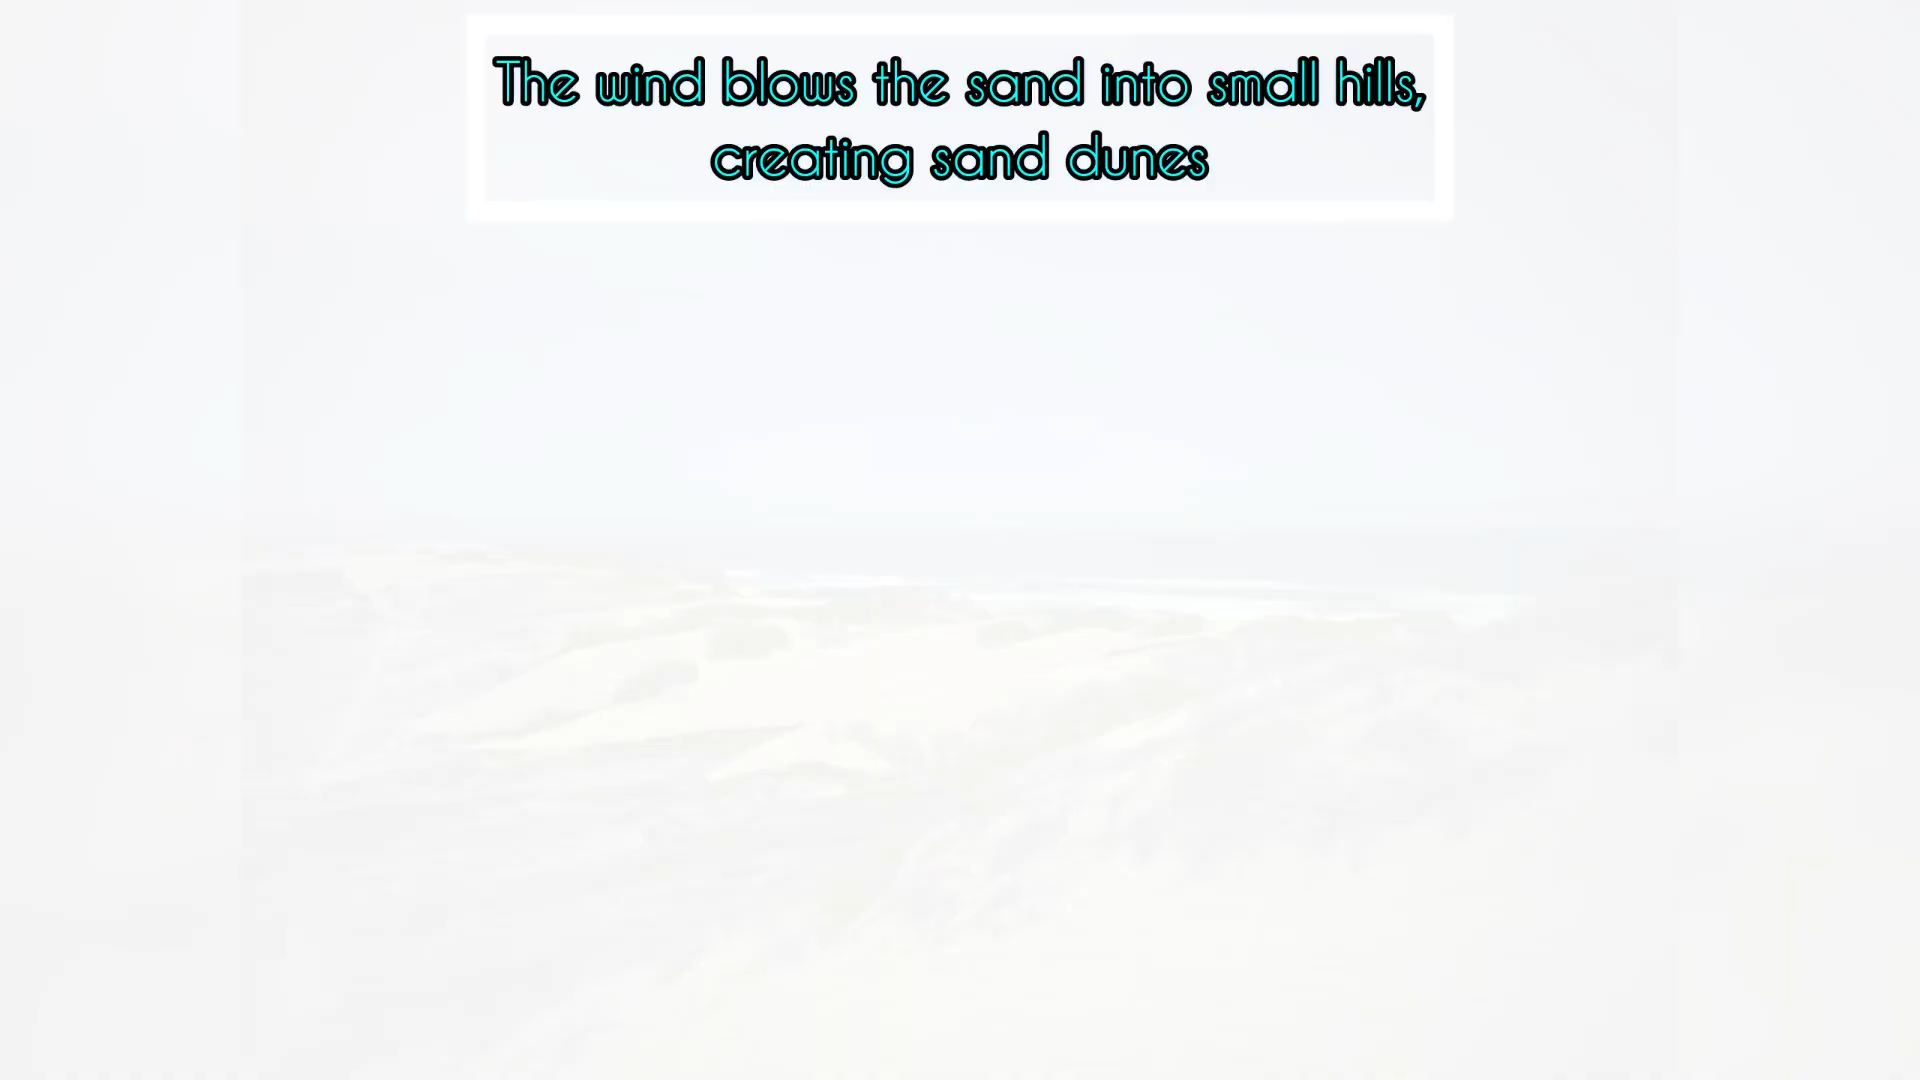 The wind blows the sand into small hills,
creating sand dunes